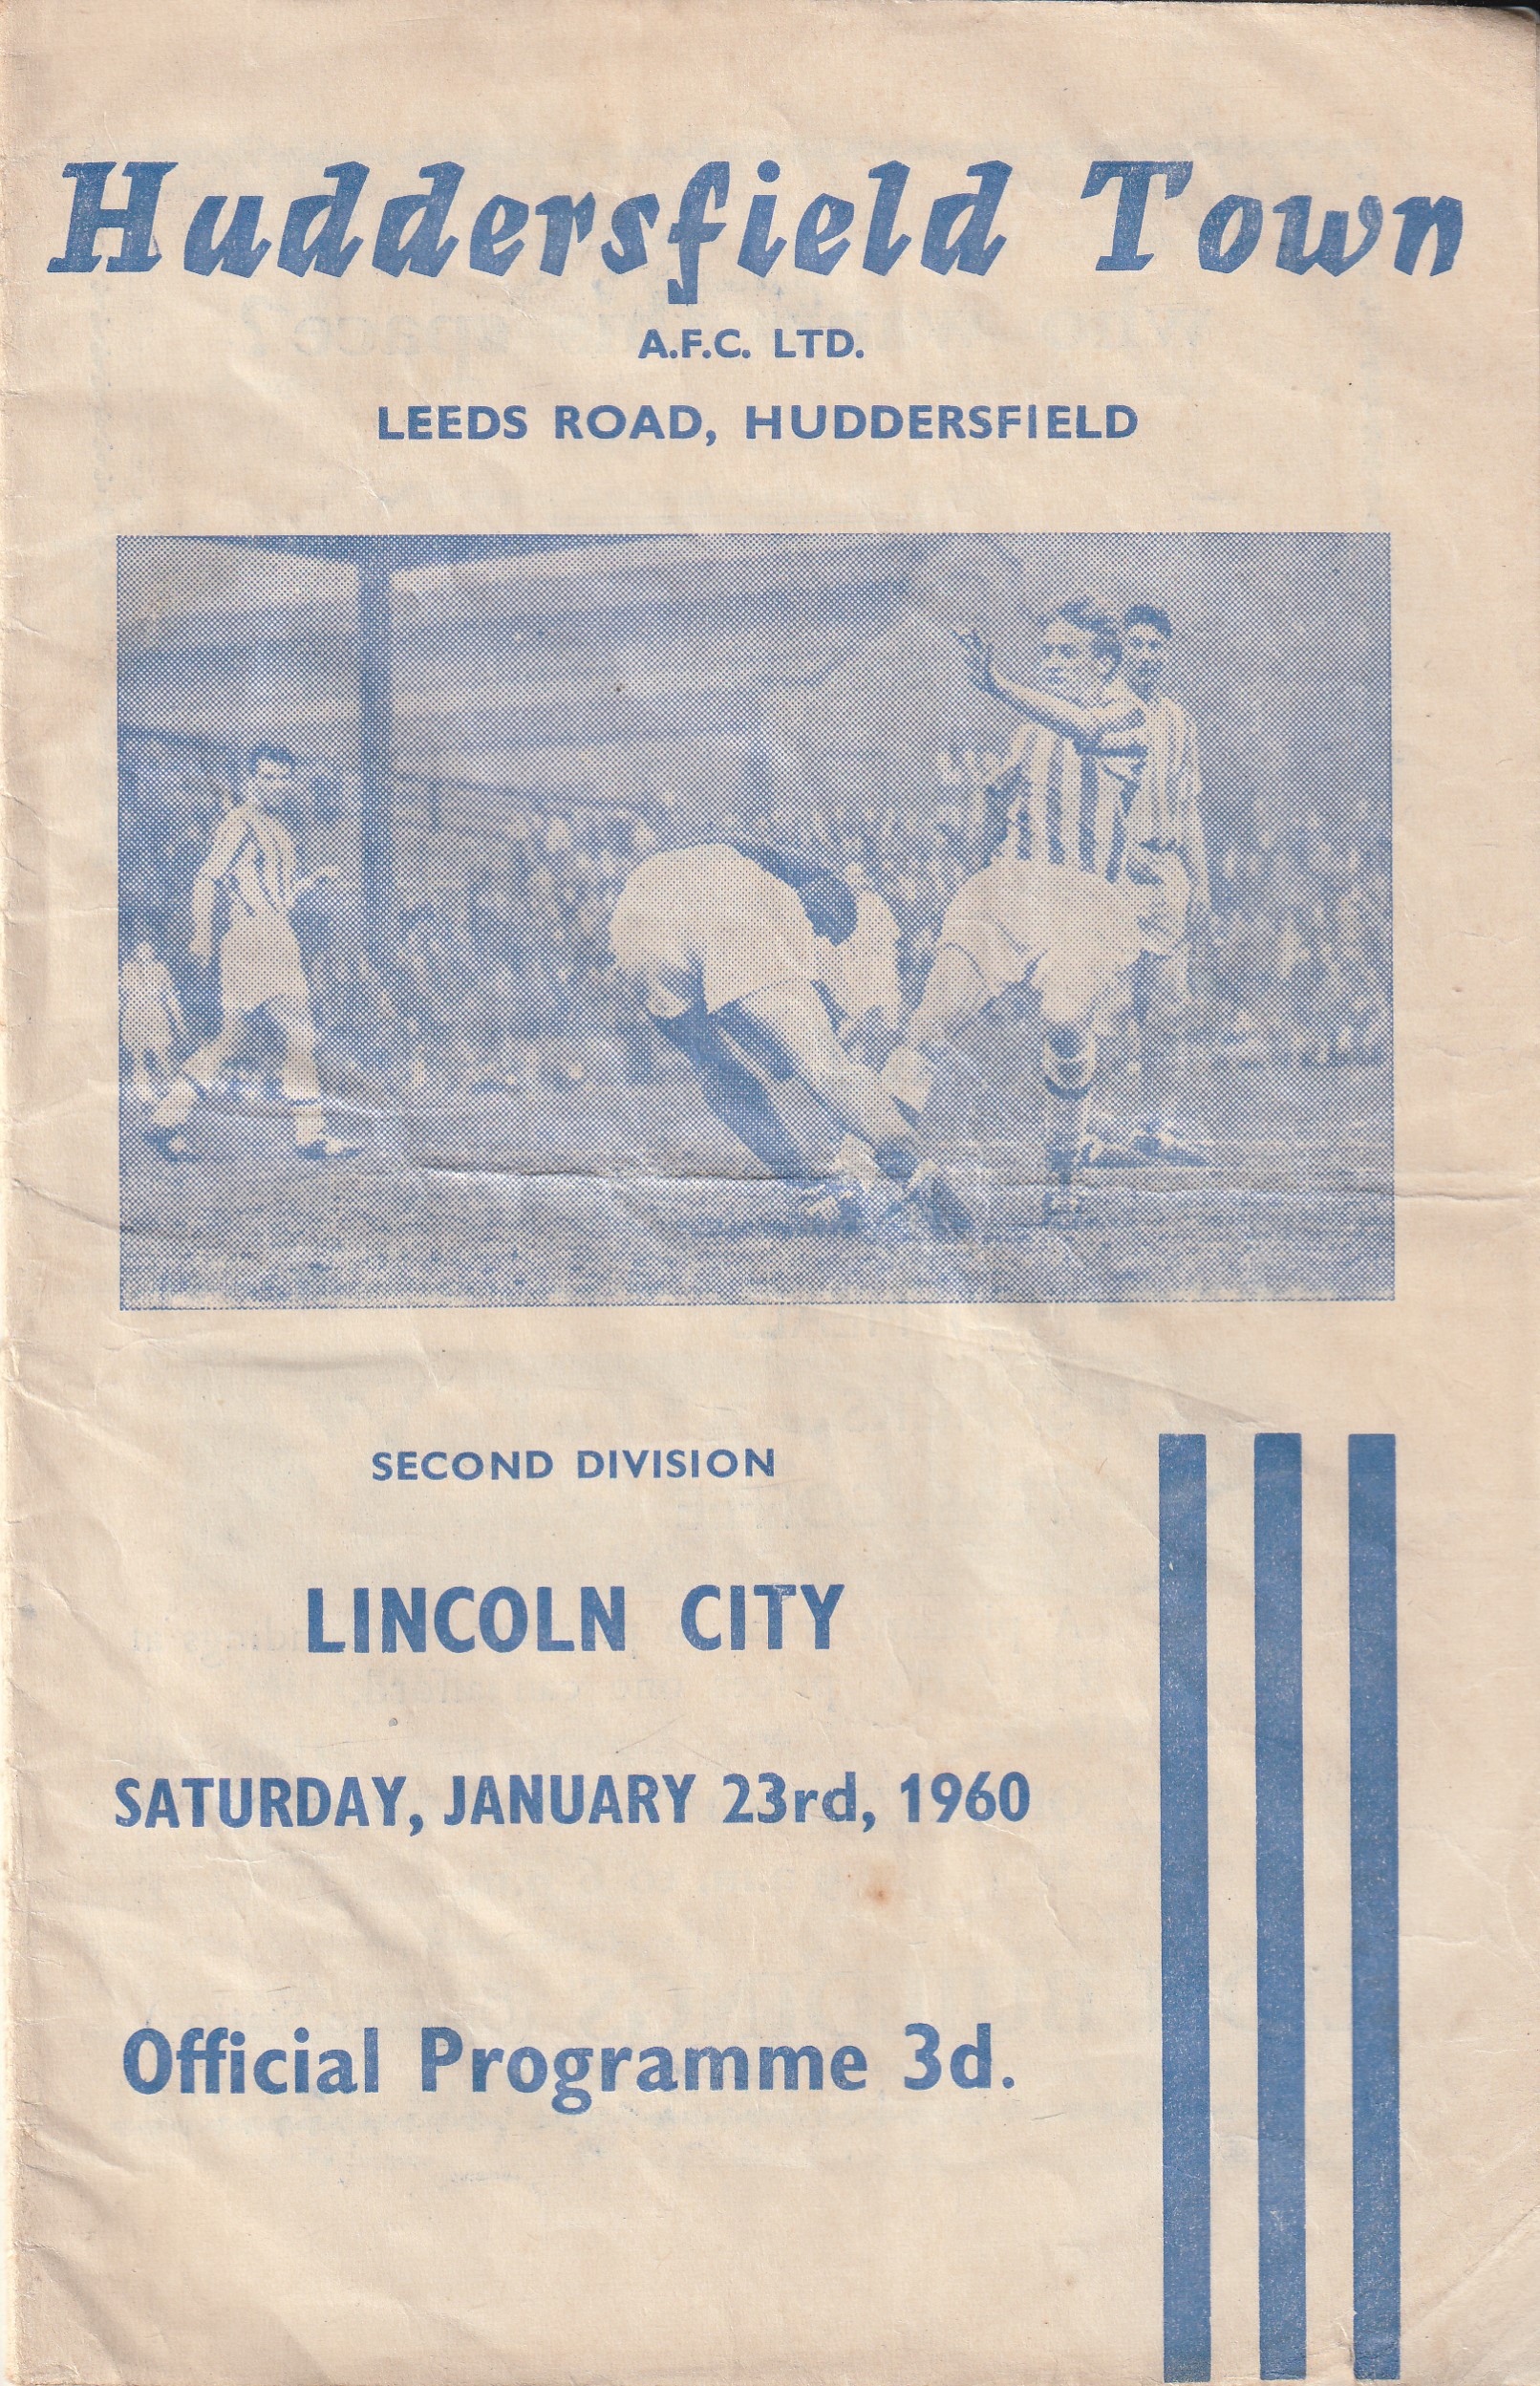 Huddersfield Town
A.F.C. LTD.
LEEDS ROAD, HUDDERSFIELD
SECOND DIVISION
LINCOLN CITY
SATURDAY, JANUARY 23rd, 1960
Official Programme 3d.